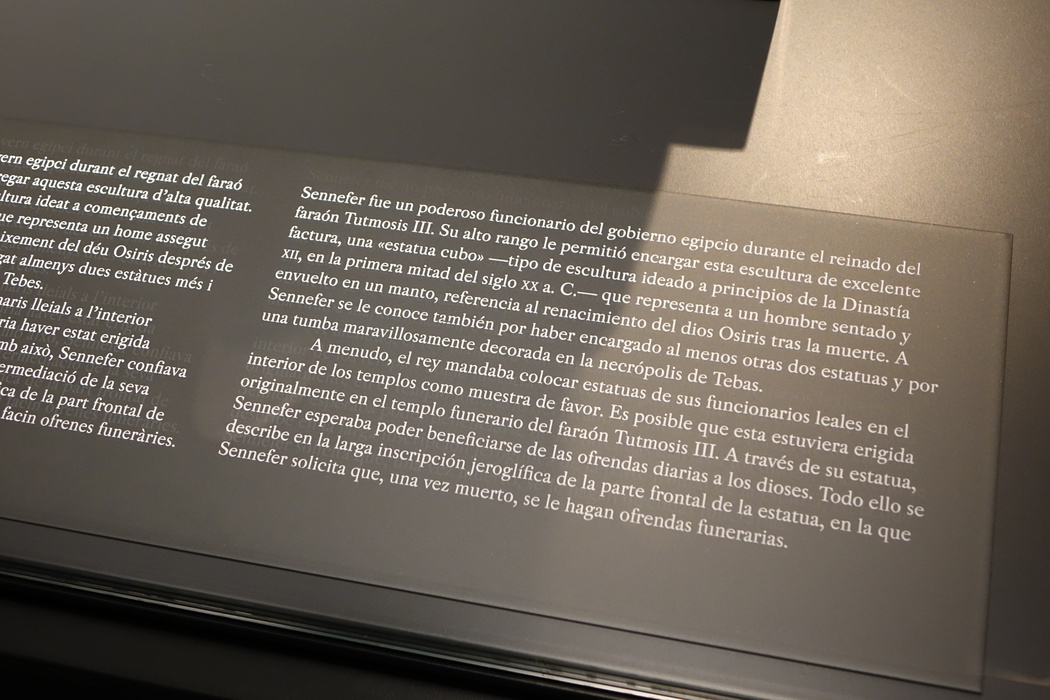 egipci durant el regnat del faraó
aquesta escultura d'alta qualitat.
ideat a començaments de
representa un home assegut
del déu Osiris després de
almenys dues estàtues més i
Tebes.
lleials a l'interior
haver estat erigida
això, Sennefer confiava
de la seva
de la part frontal de
facin ofrenes funeràries.
Sennefer fue un poderoso funcionario del gobierno egipcio durante el reinado del
faraón Tutmosis III. Su alto rango le permitió encargar esta escultura de excelente
factura, una «estatua cubo» —tipo de escultura ideado a principios de la Dinastía
XII, en la primera mitad del siglo XX a. C.— que representa a un hombre sentado y
envuelto en un manto, referencia al renacimiento del dios Osiris tras la muerte. A
Sennefer se le conoce también por haber encargado al menos otras dos estatuas y por
una tumba maravillosamente decorada en la necrópolis de Tebas.
A menudo, el rey mandaba colocar estatuas de sus funcionarios leales en el
interior de los templos como muestra de favor. Es posible que esta estuviera erigida
originalmente en el templo funerario del faraón Tutmosis III. A través de su estatua,
Sennefer esperaba poder beneficiarse de las ofrendas diarias a los dioses. Todo ello se
describe en la larga inscripción jeroglífica de la parte frontal de la estatua, en la que
Sennefer solicita que, una vez muerto, se le hagan ofrendas funerarias.